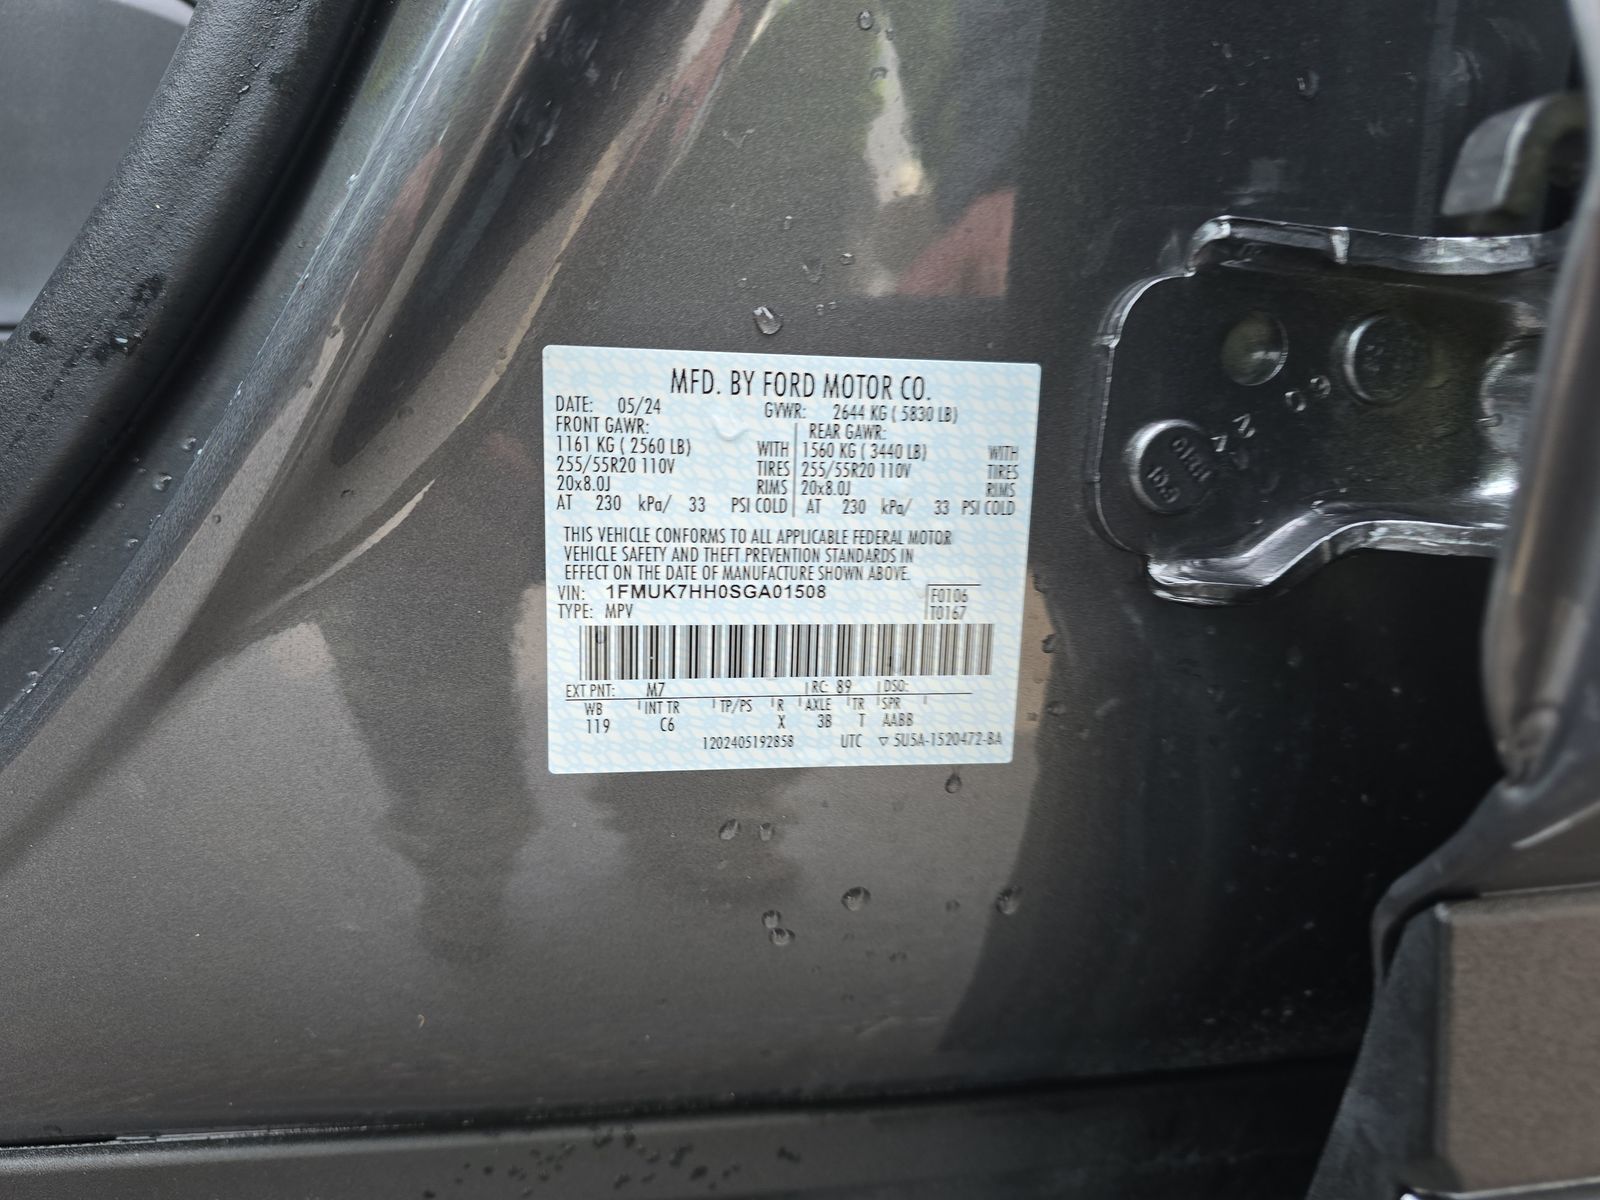 MFD. BY FORD MOTOR CO.
DATE: 05/24 GVWR: 2644 KG ( 5830 LB)
FRONT GAWR: REAR GAWR:
1161 KG ( 2560 LB) WITH 1560 KG ( 3440 LB) WITH
255/55R20 110V TIRES 255/55R20 110V TIRES
20x8.0J RIMS 20x8.0J RIMS
AT 230 kPa/ 33 PSI COLD AT 230 kPa/ 33 PSI COLD
THIS VEHICLE CONFORMS TO ALL APPLICABLE FEDERAL MOTOR
VEHICLE SAFETY AND THEFT PREVENTION STANDARDS IN
EFFECT ON THE DATE OF MANUFACTURE SHOWN ABOVE.
VIN: 1FMUK7HH0SGA01508 F0106
TYPE: MPV T0167
EXT PNT: M7 RC: 89 DSO:
WB INT TR TP/PS R AXLE TR SPR
119 C6 X 3B T AABB
1202405192858 UTC ▽ 5U5A-1520472-BA